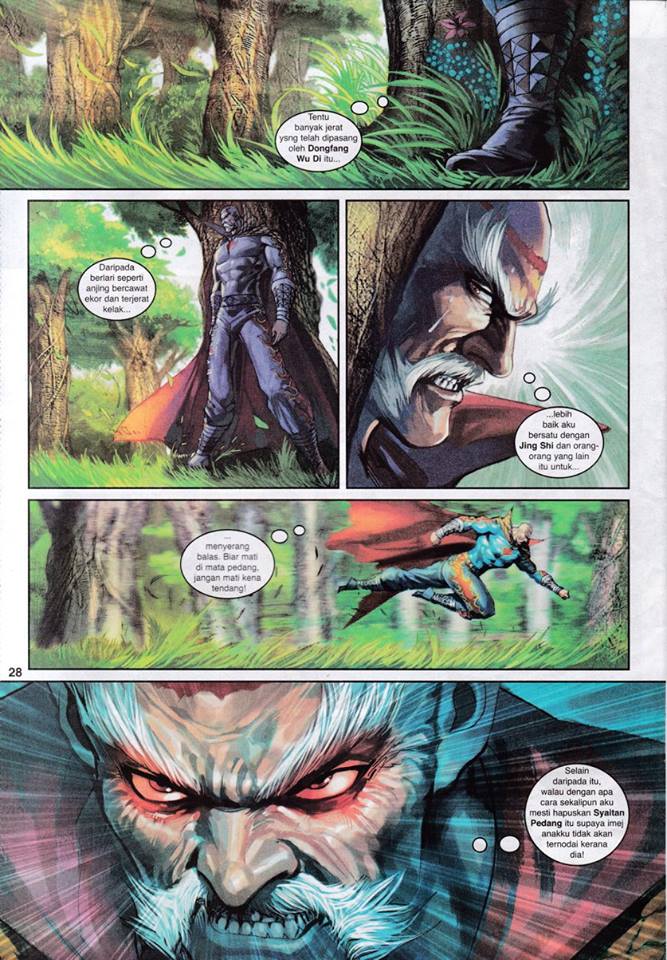 Tentu
banyak jerat
ysng telah dipasang
oleh Dongfang
Wu Di itu...
Daripada
berlari seperti
anjing bercawat
ekor dan terjerat
kelak...
...lebih
baik aku
bersatu dengan
Jing Shi dan orang-
orang yang lain
itu untuk...
...
menyerang
balas. Biar mati
di mata pedang,
jangan mati kena
tendang!
28
Selain
daripada itu,
walau dengan apa
cara sekalipun aku
mesti hapuskan Syaitan
Pedang itu supaya imej
anakku tidak akan
ternodai kerana
dia!